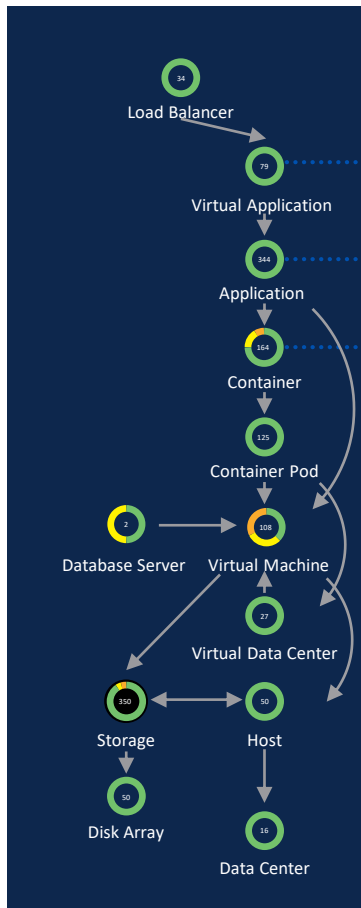 34
Load Balancer
79
Virtual Application
344
Application
164
Container
125
Container Pod
2
108
Database Server
Virtual Machine
27
Virtual Data Center
350
50
Storage
Host
50
Disk Array
16
Data Center